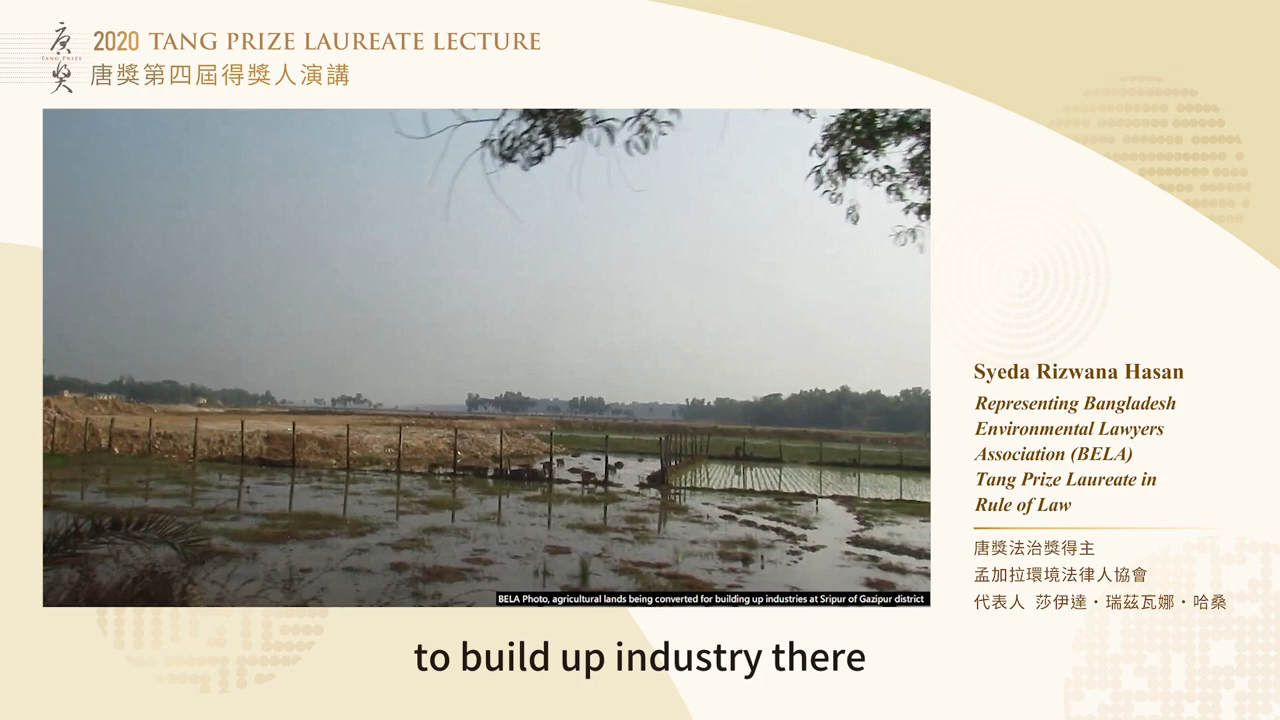 唐
TANG PRIZE
獎
2020 TANG PRIZE LAUREATE LECTURE
唐獎第四屆得獎人演講
Syeda Rizwana Hasan
Representing Bangladesh
Environmental Lawyers
Association (BELA)
Tang Prize Laureate in
Rule of Law
唐獎法治獎得主
孟加拉環境法律人協會
代表人 莎伊達・瑞茲瓦娜・哈桑
BELA Photo, agricultural lands being converted for building up industries at Sripur of Gazipur district
to build up industry there